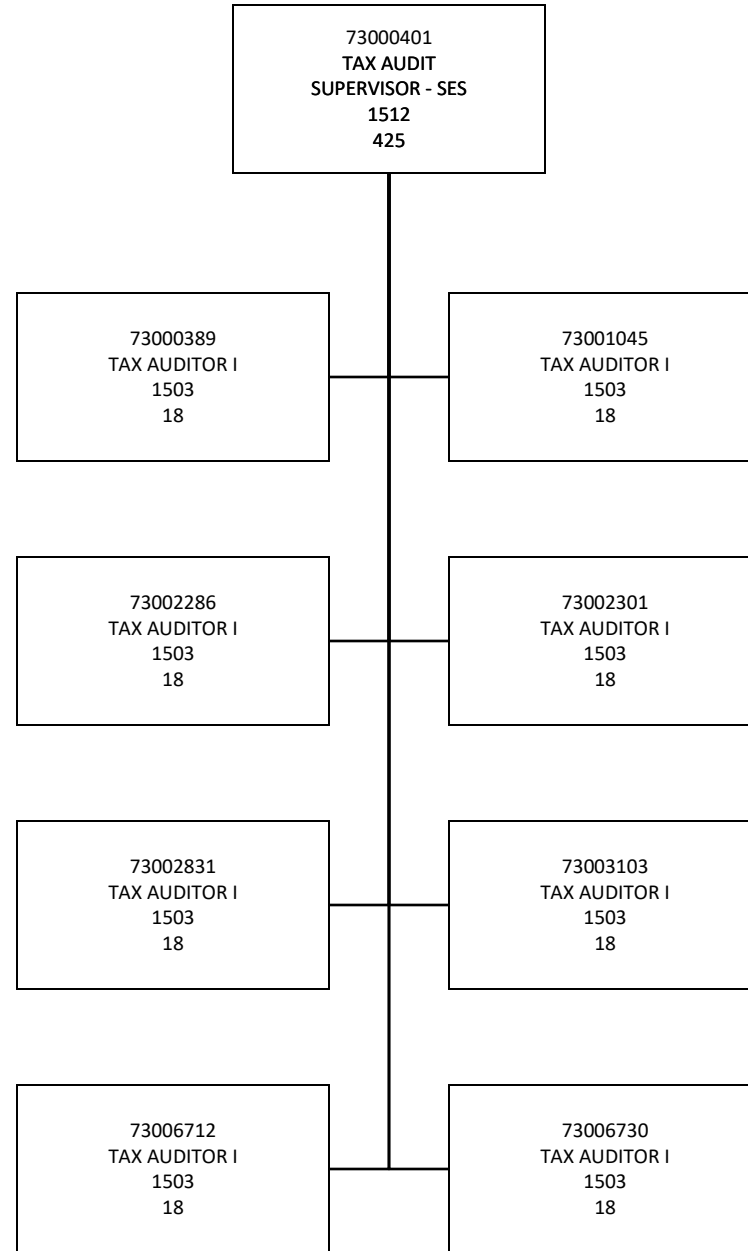 73000401
TAX AUDIT
SUPERVISOR - SES
1512
425
73000389
TAX AUDITOR I
1503
18
73001045
TAX AUDITOR I
1503
18
73002286
TAX AUDITOR I
1503
18
73002301
TAX AUDITOR I
1503
18
73002831
TAX AUDITOR I
1503
18
73003103
TAX AUDITOR I
1503
18
73006712
TAX AUDITOR I
1503
18
73006730
TAX AUDITOR I
1503
18